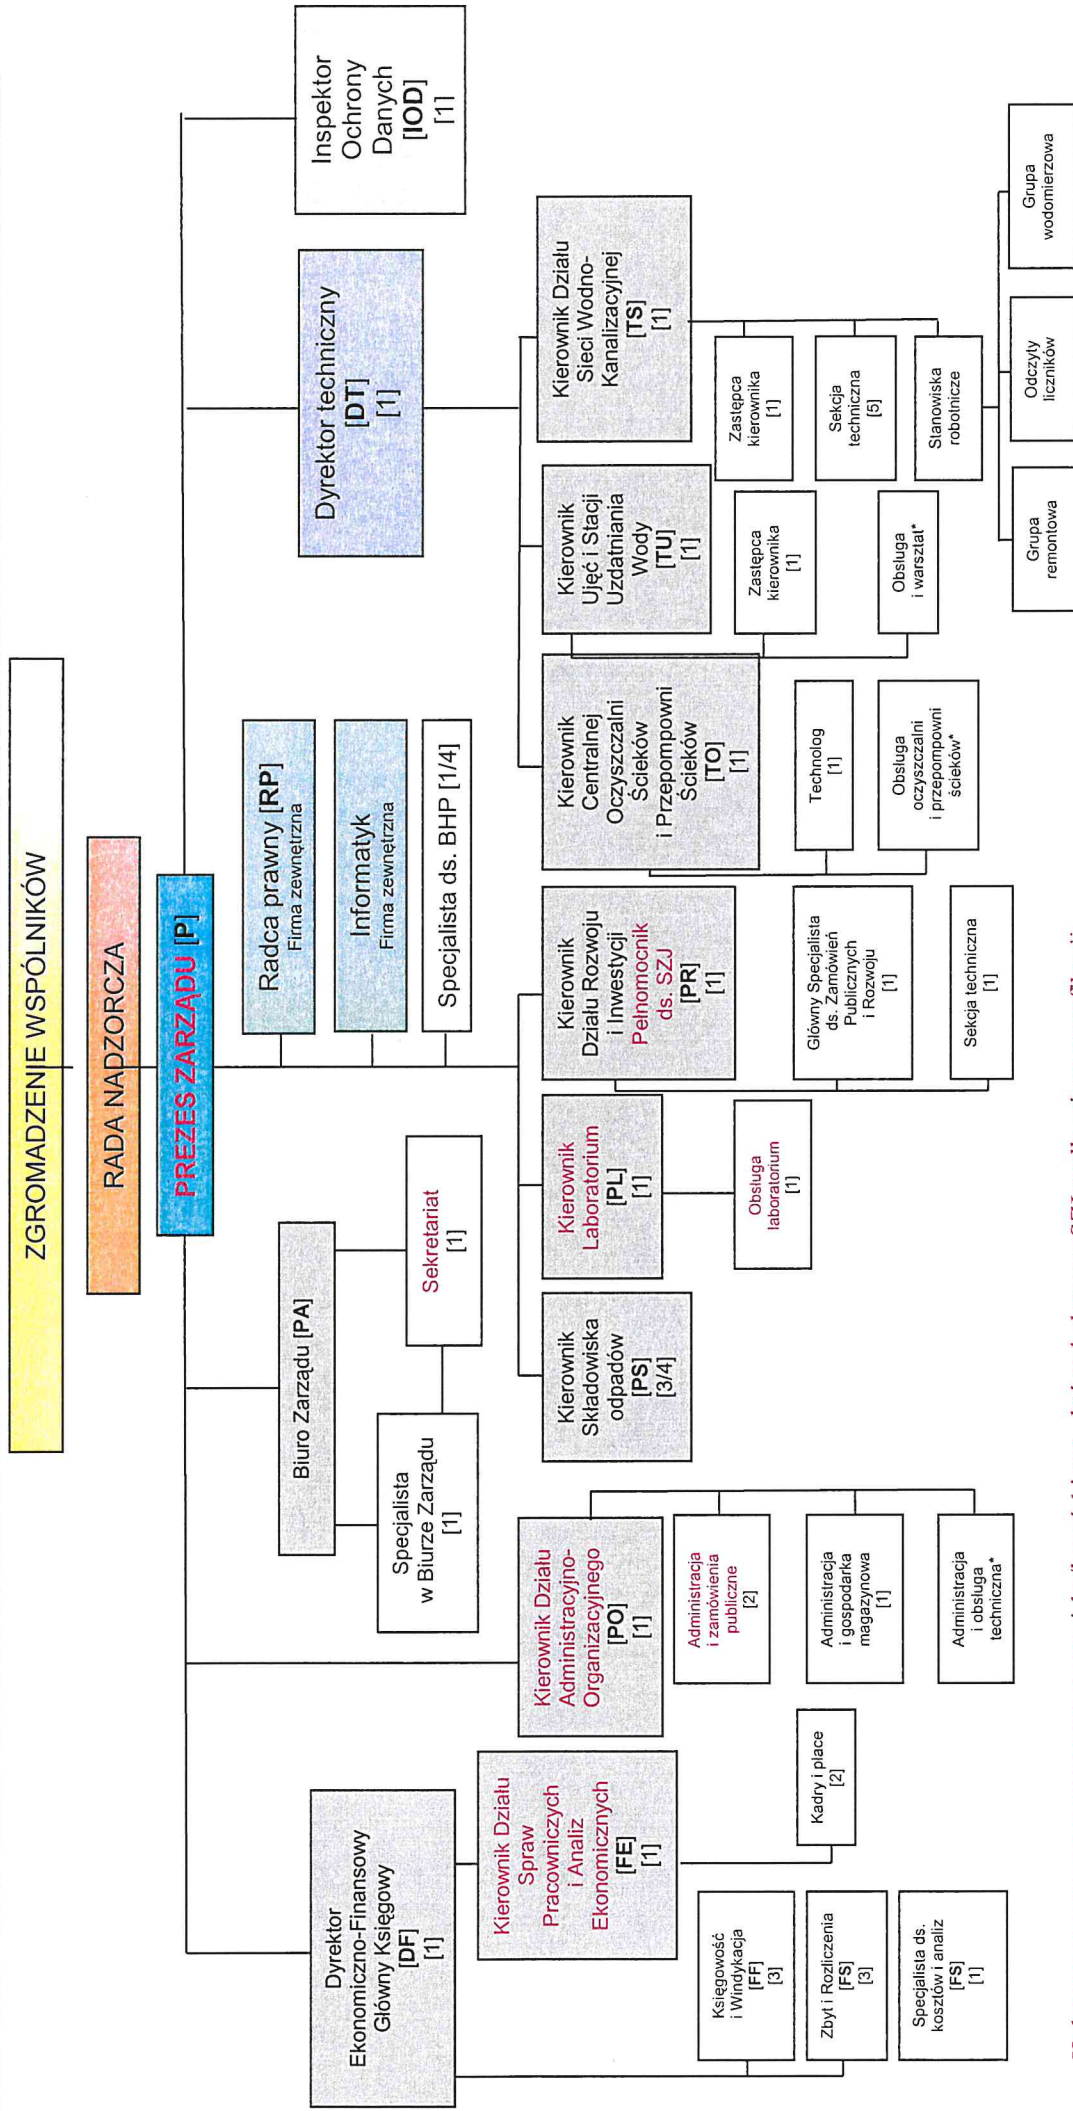 ZGROMADZENIE WSPÓLNIKÓW
RADA NADZORCZA
PREZES ZARZĄDU [P]
Dyrektor
Ekonomiczno-Finansowy
Główny Księgowy
[DF]
[1]
Biuro Zarządu [PA]
Specjalista
w Biurze Zarządu
[1]
Sekretariat
[1]
Radca prawny [RP]
Firma zewnętrzna
Informatyk
Firma zewnętrzna
Specjalista ds. BHP [1/4]
Dyrektor techniczny
[DT]
[1]
Inspektor
Ochrony
Danych
[IOD]
[1]
Kierownik Działu
Spraw
Pracowniczych
i Analiz
Ekonomicznych
[FE]
[1]
Kierownik Działu
Administracyjno-
Organizacyjnego
[PO]
[1]
Kierownik
Składowiska
odpadów
[PS]
[3/4]
Kierownik
Laboratorium
[PL]
[1]
Kierownik
Działu Rozwoju
i Inwestycji
Pełnomocnik
ds. SZJ
[PR]
[1]
Kierownik
Centralnej
Oczyszczalni
Ścieków
i Przepompowni
Ścieków
[TO]
[1]
Kierownik
Ujęć i Stacji
Uzdatniania
Wody
[TU]
[1]
Kierownik Działu
Sieci Wodno-
Kanalizacyjnej
[TS]
[1]
Księgowość
i Windykacja
[FF]
[3]
Zbyt i Rozliczenia
[FS]
[3]
Specjalista ds.
kosztów i analiz
[FS]
[1]
Kadry i płace
[2]
Administracja
i zamówienia
publiczne
[2]
Administracja
i gospodarka
magazynowa
[1]
Administracja
i obsługa
techniczna*
Obsługa
laboratorium
[1]
Główny Specjalista
ds. Zamówień
Publicznych
i Rozwoju
[1]
Sekcja techniczna
[1]
Technolog
[1]
Obsługa
oczyszczalni
i przepompowni
ścieków*
Zastępca
kierownika
[1]
Obsługa
i warsztat*
Zastępca
kierownika
[1]
Sekcja
techniczna
[5]
Stanowiska
robotnicze
Grupa
remontowa
Odczyty
liczników
Grupa
wodomierzowa